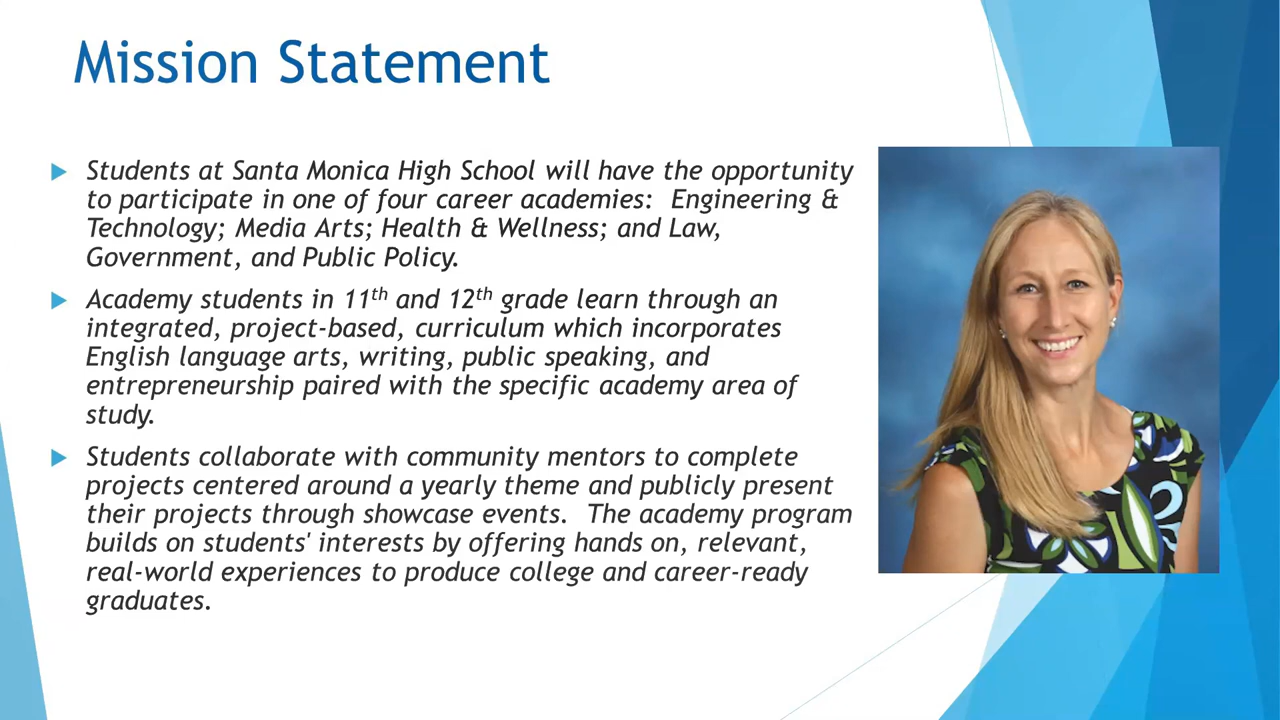 Mission Statement
Students at Santa Monica High School will have the opportunity
to participate in one of four career academies:  Engineering &
Technology; Media Arts; Health & Wellness; and Law,
Government, and Public Policy.
Academy students in 11th and 12th grade learn through an
integrated, project-based, curriculum which incorporates
English language arts, writing, public speaking, and
entrepreneurship paired with the specific academy area of
study.
Students collaborate with community mentors to complete
projects centered around a yearly theme and publicly present
their projects through showcase events.  The academy program
builds on students' interests by offering hands on, relevant,
real-world experiences to produce college and career-ready
graduates.